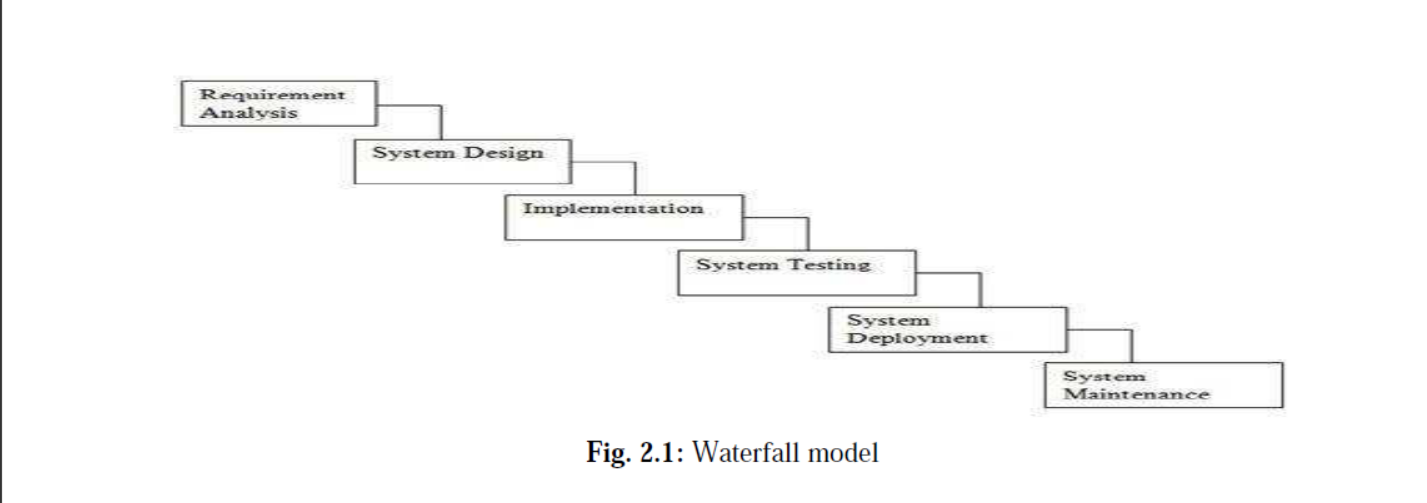 Requirement
Analysis
System Design
Implementation
System Testing
System
Deployment
System
Maintenance
Fig. 2.1: Waterfall model